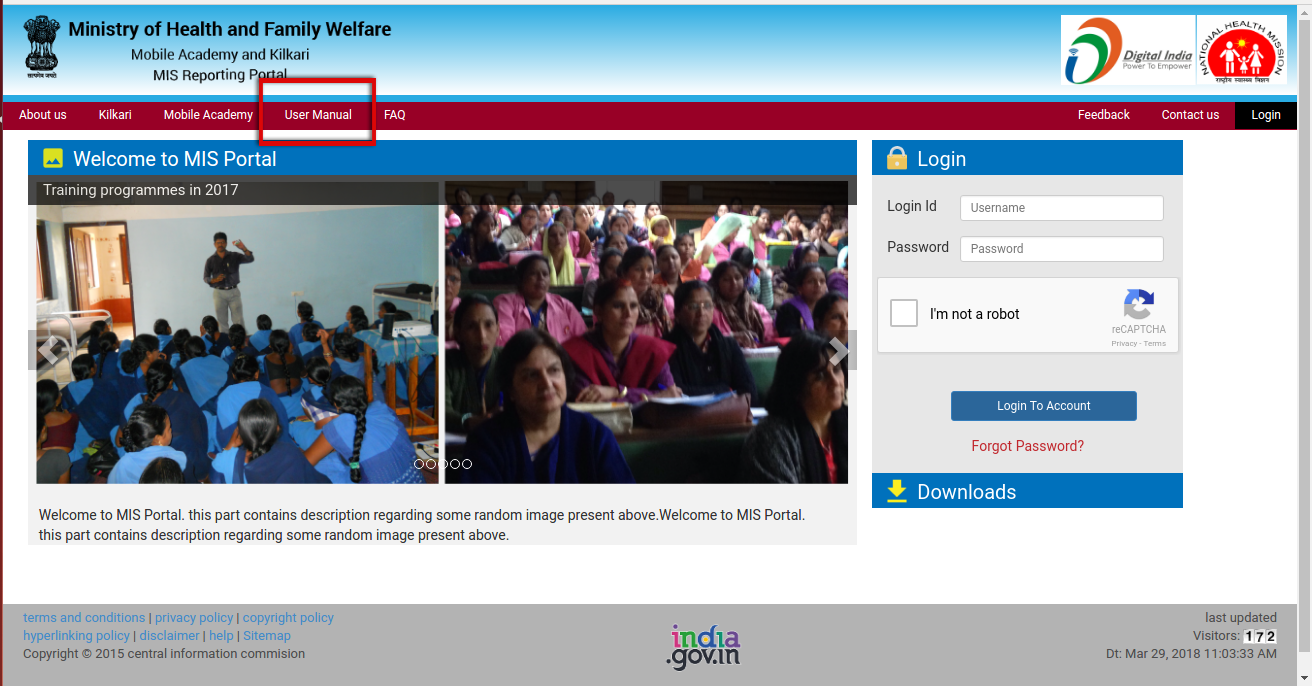 Ministry of Health and Family Welfare
Mobile Academy and Kilkari
MIS Reporting Portal
सत्यमेव जयते
Digital India
Power To Empower
NATIONAL HEALTH MISSION
राष्ट्रीय स्वास्थ्य मिशन
About us Kilkari Mobile Academy User Manual FAQ Feedback Contact us Login
Welcome to MIS Portal
Training programmes in 2017
Welcome to MIS Portal. this part contains description regarding some random image present above.Welcome to MIS Portal.
this part contains description regarding some random image present above.
Login
Login Id Username
Password Password
I'm not a robot
reCAPTCHA
Privacy - Terms
Login To Account
Forgot Password?
Downloads
terms and conditions | privacy policy | copyright policy
hyperlinking policy | disclaimer | help | Sitemap
Copyright © 2015 central information commision
india
.gov.in
last updated
Visitors: 172
Dt: Mar 29, 2018 11:03:33 AM